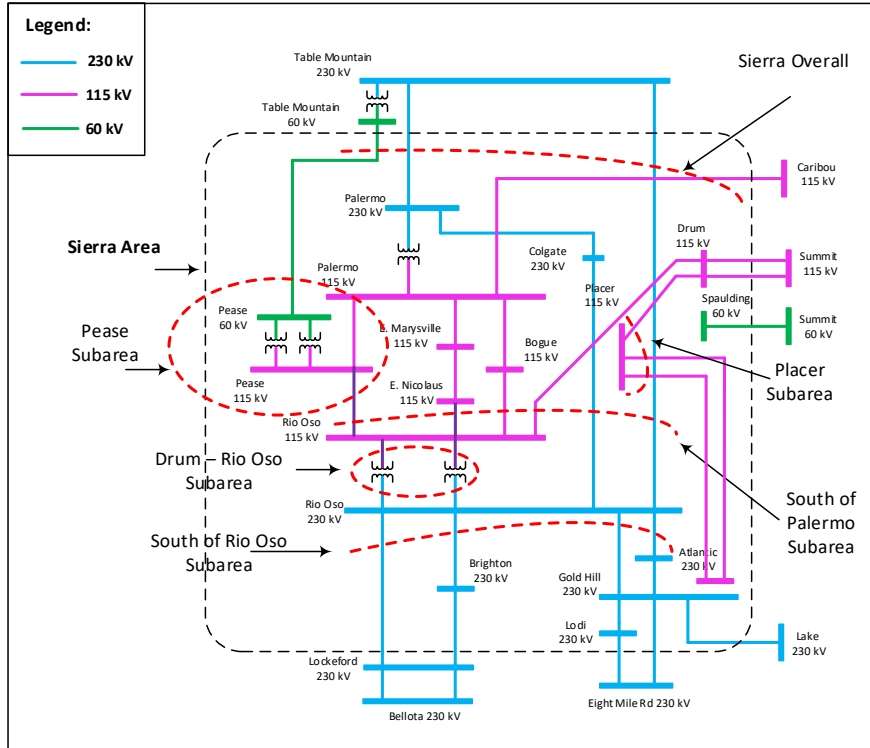 Legend:
230 kV
115 kV
60 kV
Table Mountain
230 kV
Sierra Overall
Table Mountain
60 kV
Caribou
115 kV
Palermo
230 kV
Drum
115 kV
Summit
115 kV
Sierra Area
Colgate
230 kV
Palermo
115 kV
Placer
115 kV
Spaulding
60 kV
Summit
60 kV
Pease
60 kV
Pease
Subarea
E. Marysville
115 kV
Bogue
115 kV
Placer
Subarea
Pease
115 kV
E. Nicolaus
115 kV
Rio Oso
115 kV
Drum – Rio Oso
Subarea
South of
Palermo
Subarea
Rio Oso
230 kV
South of Rio Oso
Subarea
Brighton
230 kV
Atlantic
230 kV
Gold Hill
230 kV
Lodi
230 kV
Lake
230 kV
Lockeford
230 kV
Bellota 230 kV
Eight Mile Rd 230 kV